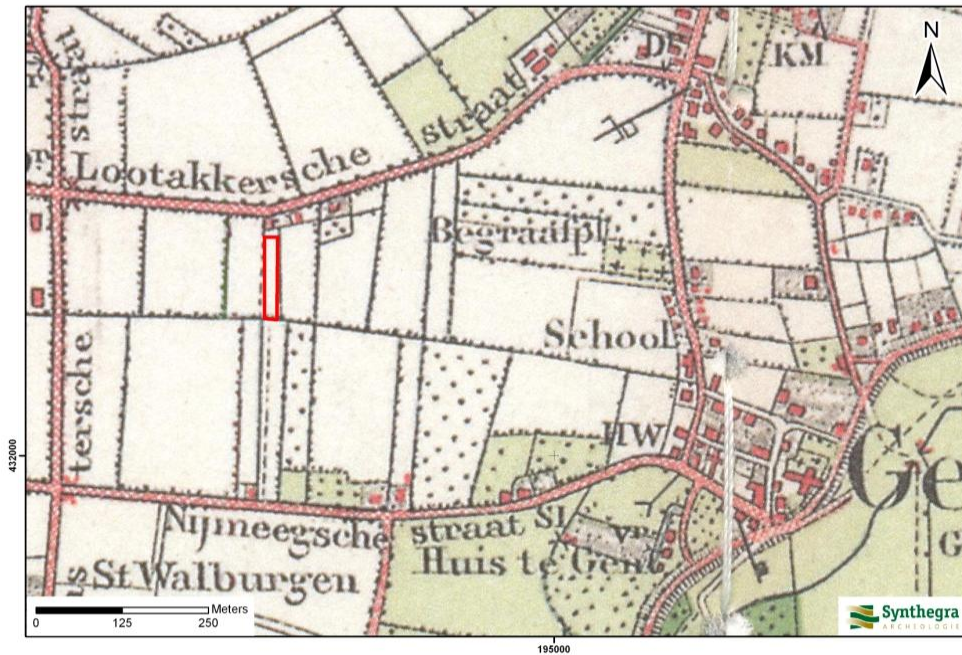 N
D
KM
straat
Lootakkersche straat
Begraafpl.
School
HW
tersche
432000
Ge
G
Nijmeegsche straat
St. Walburgen
Huis te Gent
0 125 250 Meters
Synthegra
ARCHEOLOGIE
195000